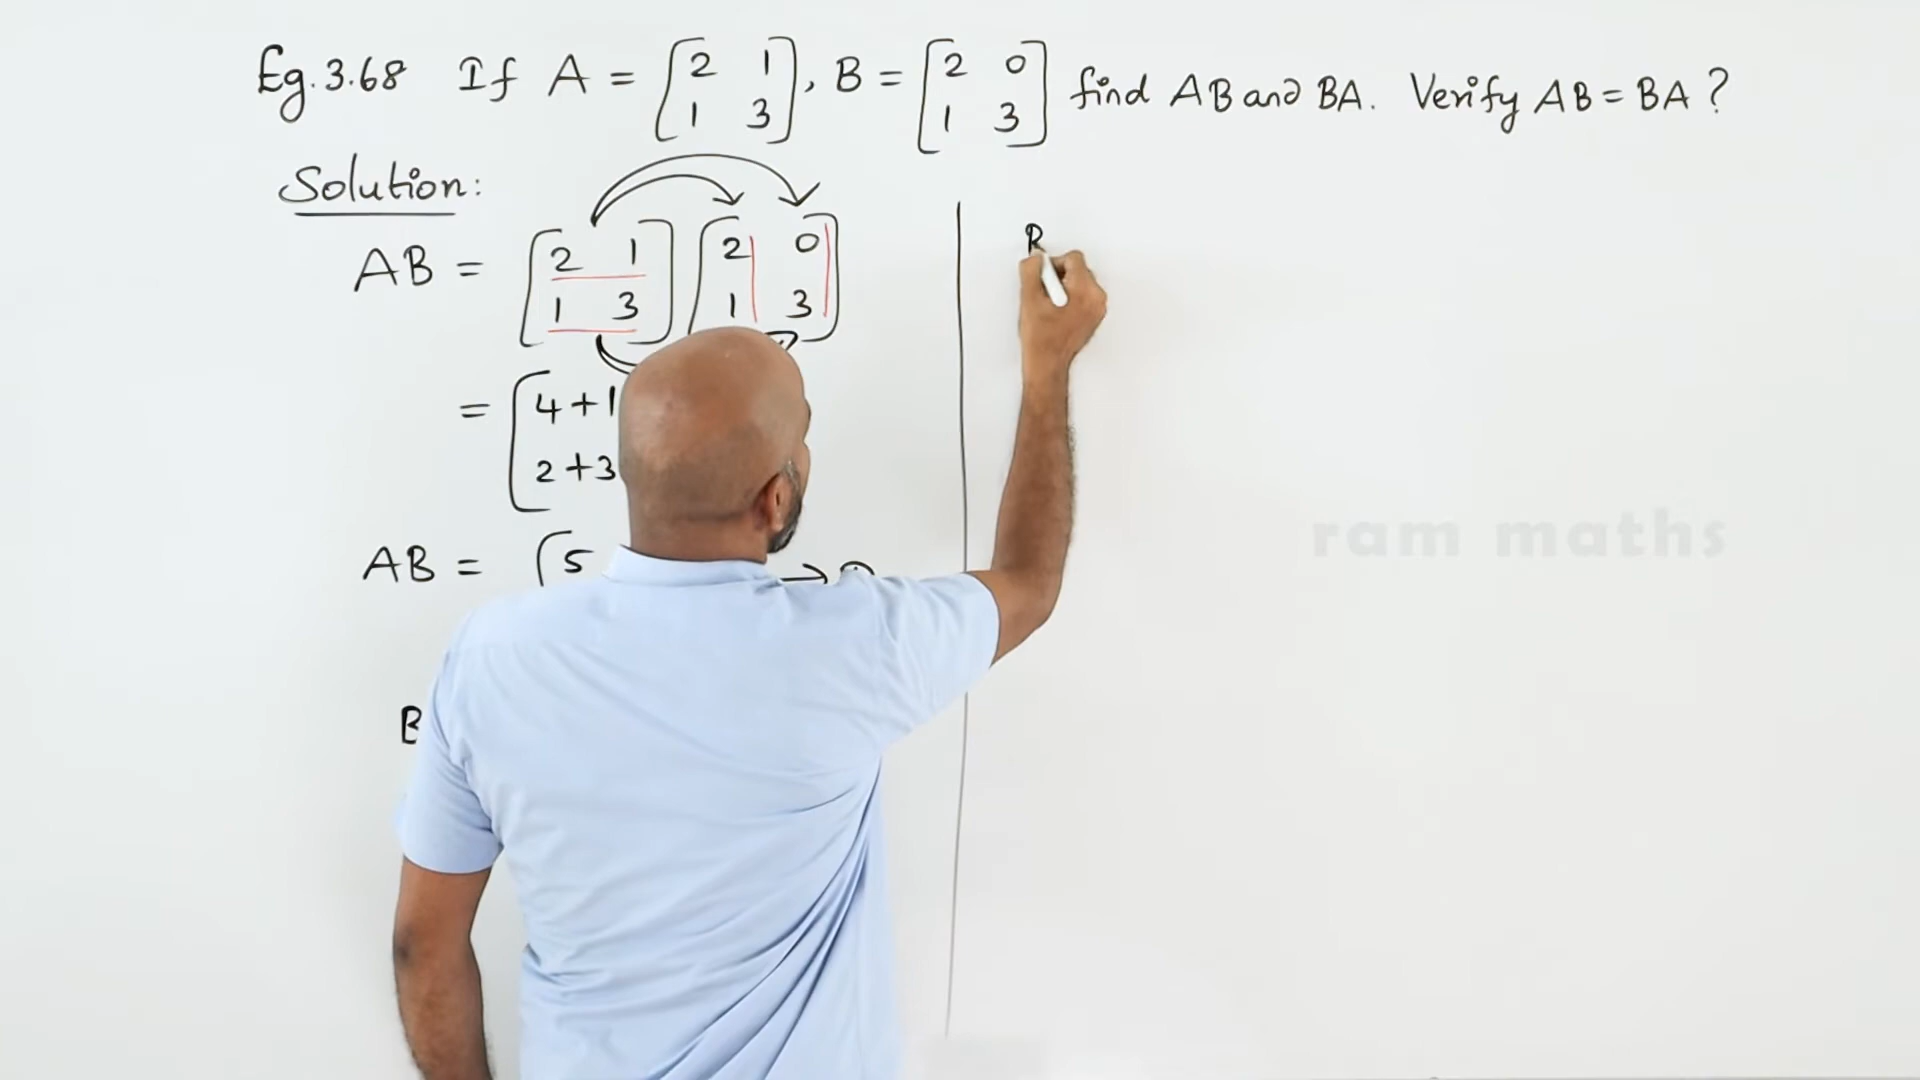 Eg.3.68 If A = [2 1 1 3], B = [2 0 1 3] find AB and BA. Verify AB = BA ?
Solution:
AB = [2 1 1 3] [2 0 1 3]
= [4+1
2+3
AB = [5
B
B
ram maths